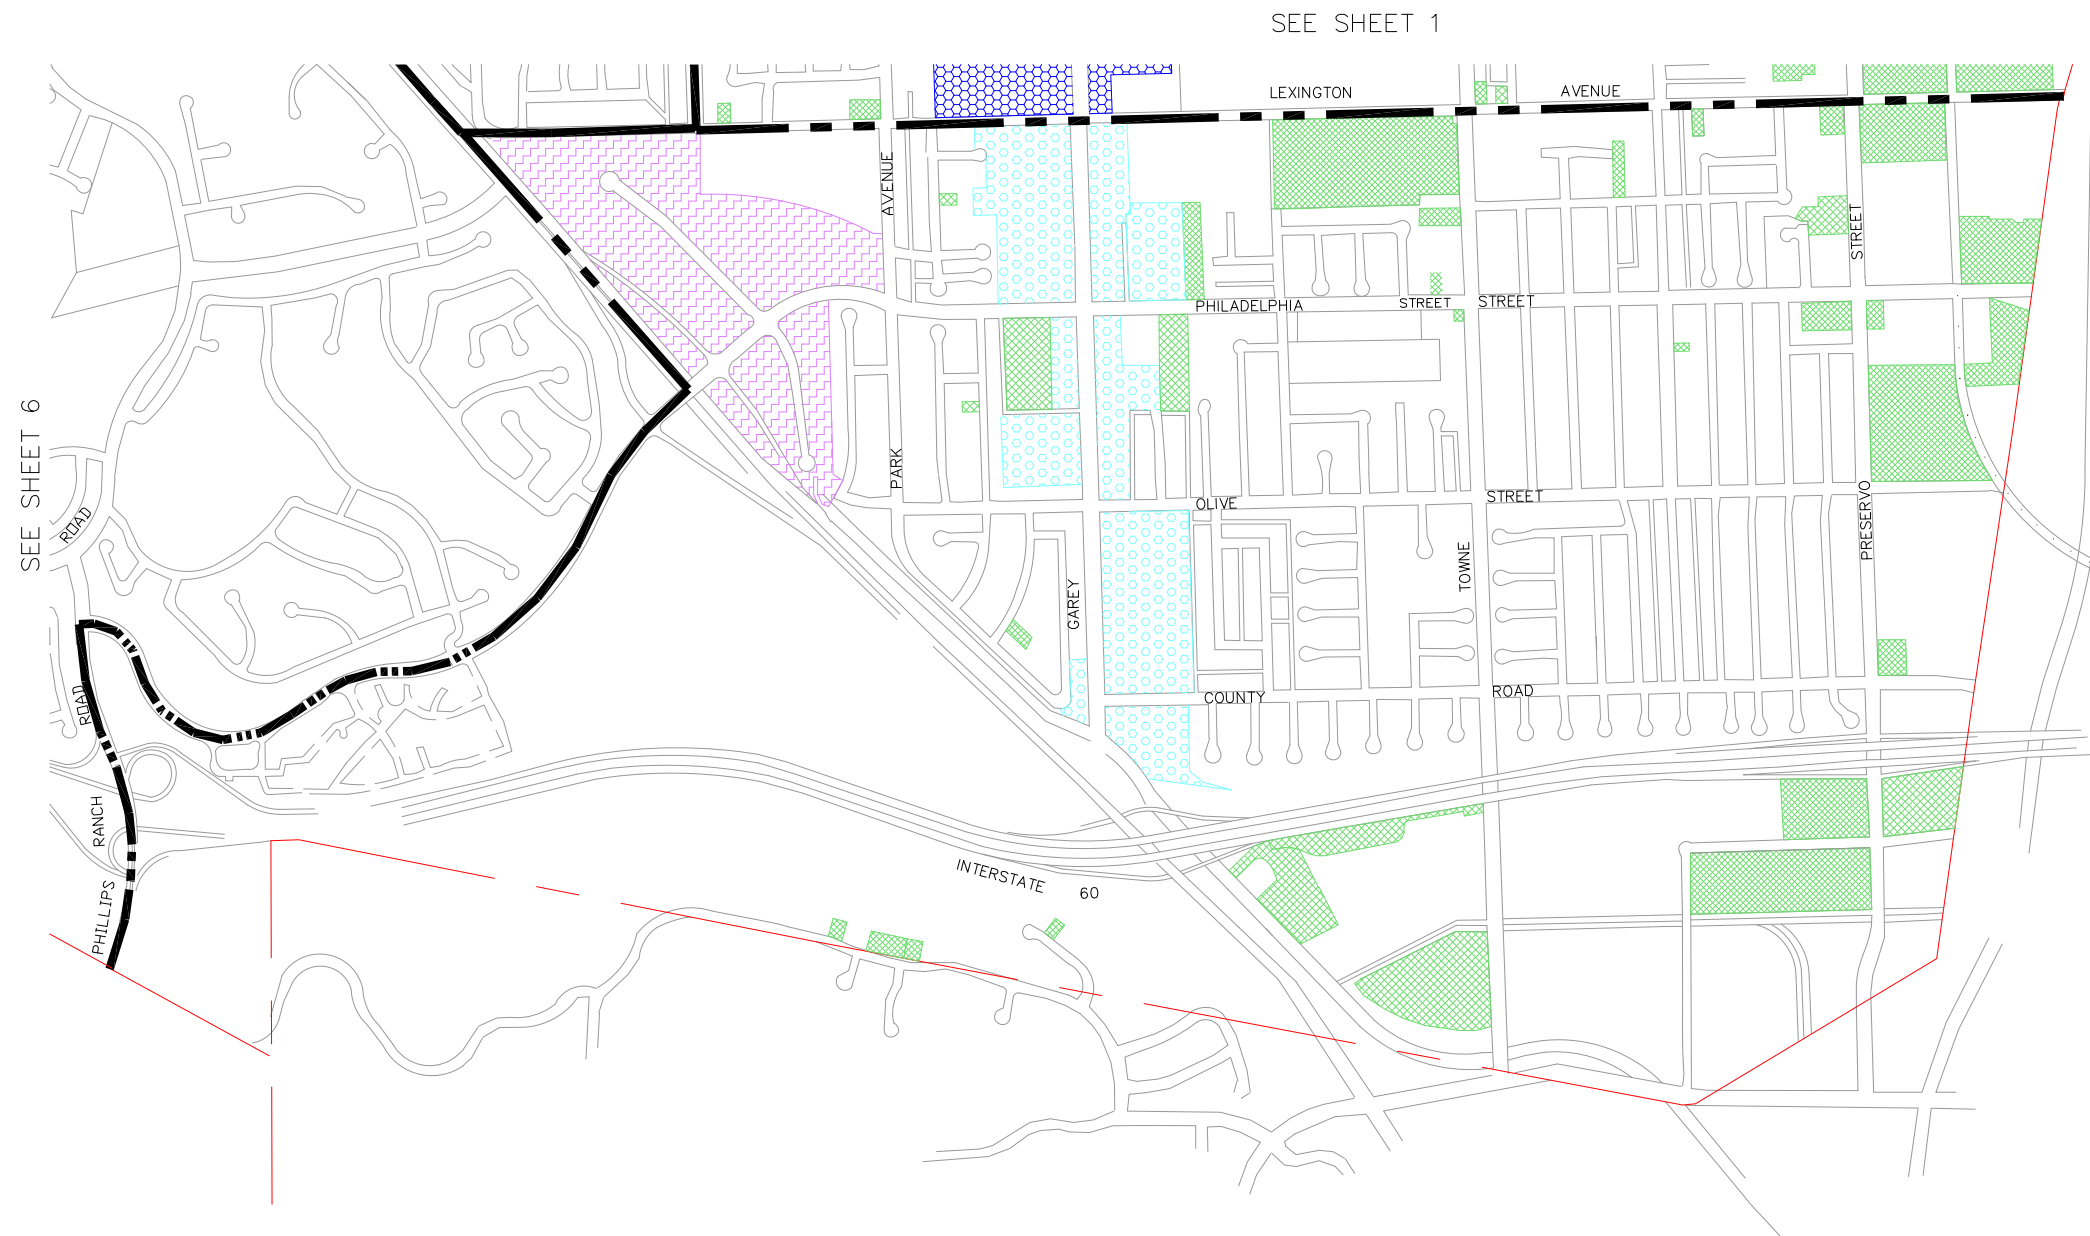 SEE SHEET 1
LEXINGTON AVENUE
AVENUE
STREET
PHILADELPHIA STREET STREET
SEE SHEET 6
PARK
OLIVE STREET
ROAD
PRESERVO
TOWNE
GAREY
ROAD
COUNTY ROAD
RANCH
INTERSTATE 60
PHILLIPS